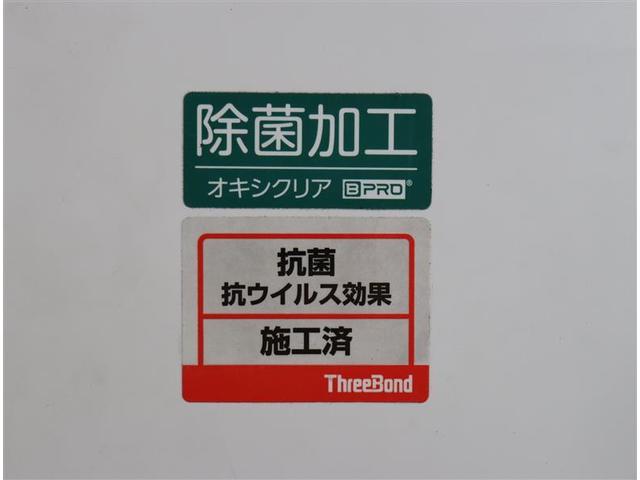 除菌加工
オキシクリア BPRO®
抗菌
抗ウイルス効果
施工済
ThreeBond